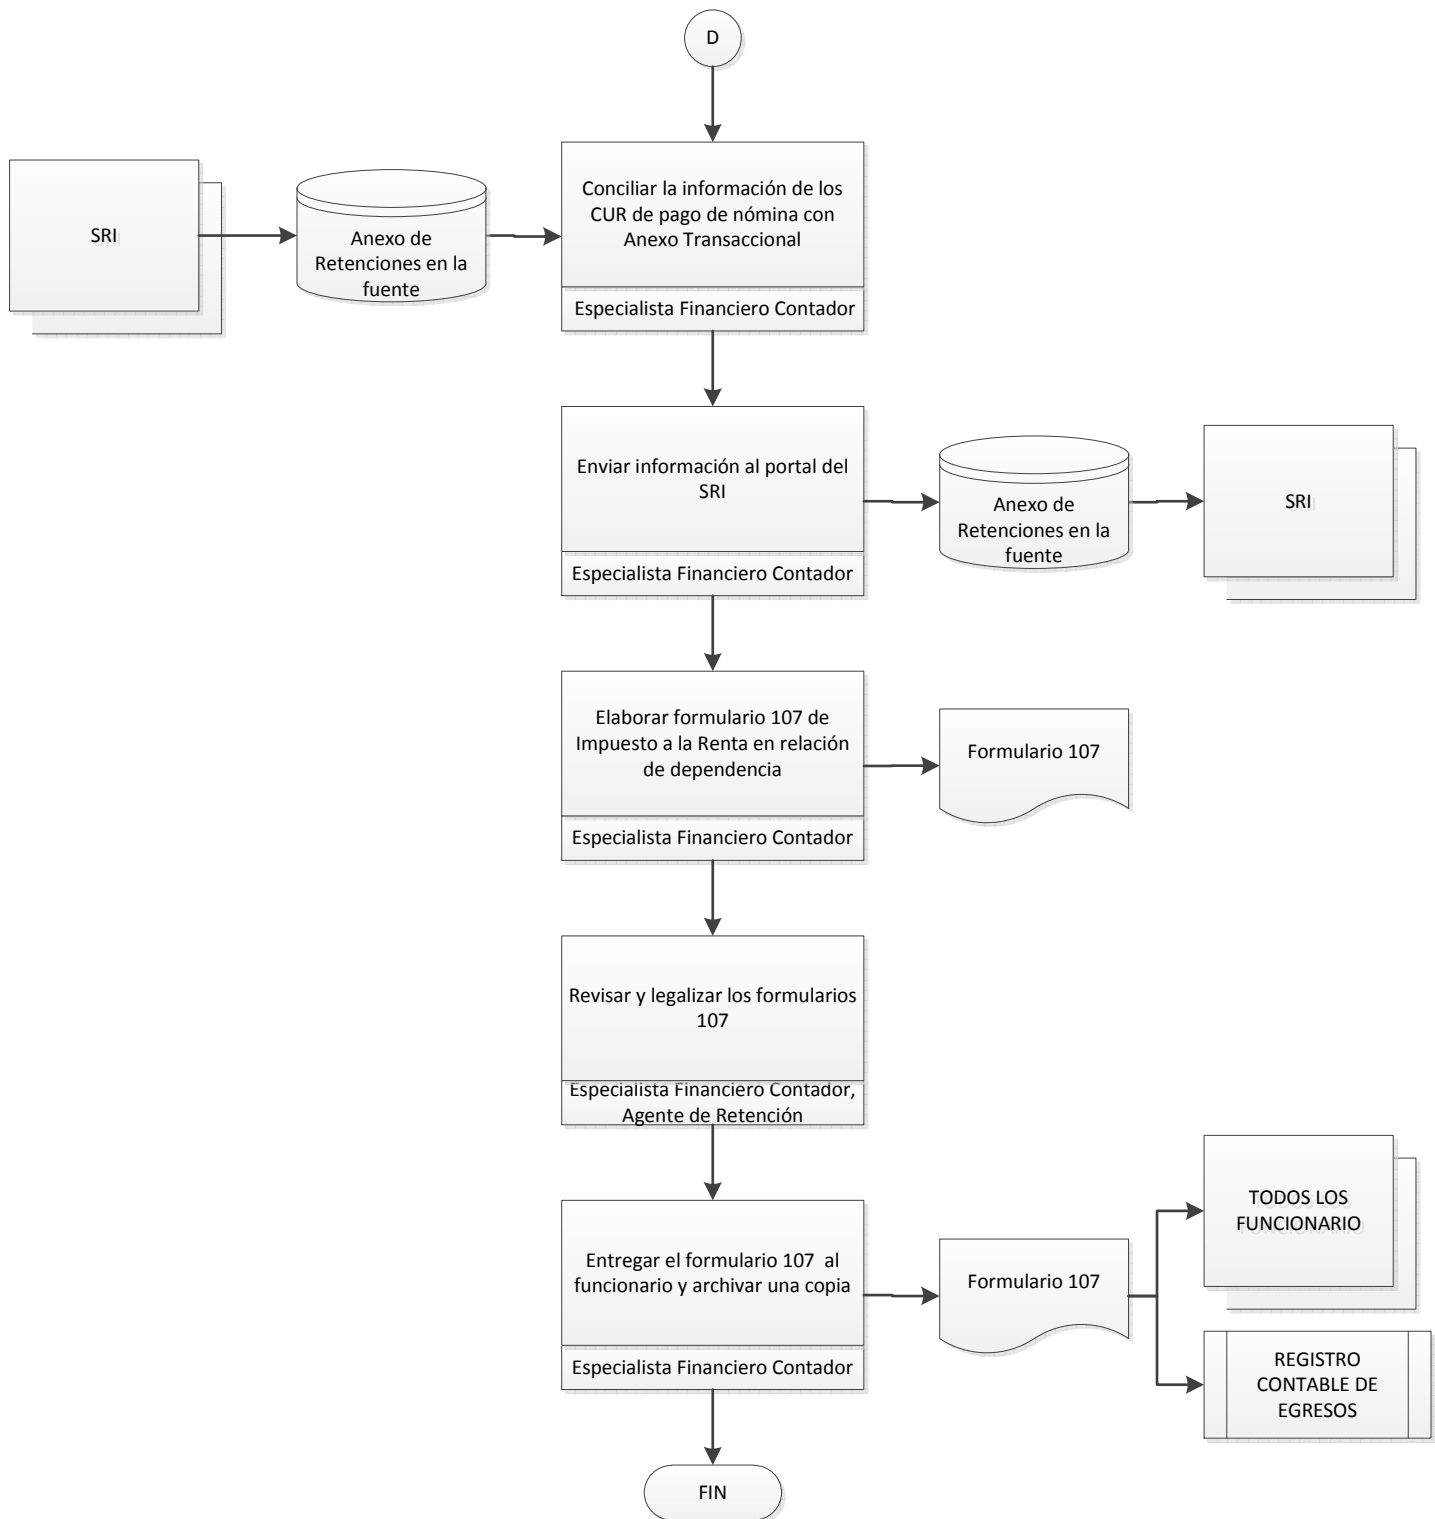 D
SRI
Anexo de
Retenciones en la
fuente
Conciliar la información de los
CUR de pago de nómina con
Anexo Transaccional
Especialista Financiero Contador
Enviar información al portal del
SRI
Especialista Financiero Contador
Anexo de
Retenciones en la
fuente
SRI
Elaborar formulario 107 de
Impuesto a la Renta en relación
de dependencia
Especialista Financiero Contador
Formulario 107
Revisar y legalizar los formularios
107
Especialista Financiero Contador,
Agente de Retención
Entregar el formulario 107 al
funcionario y archivar una copia
Especialista Financiero Contador
Formulario 107
TODOS LOS
FUNCIONARIO
REGISTRO
CONTABLE DE
EGRESOS
FIN